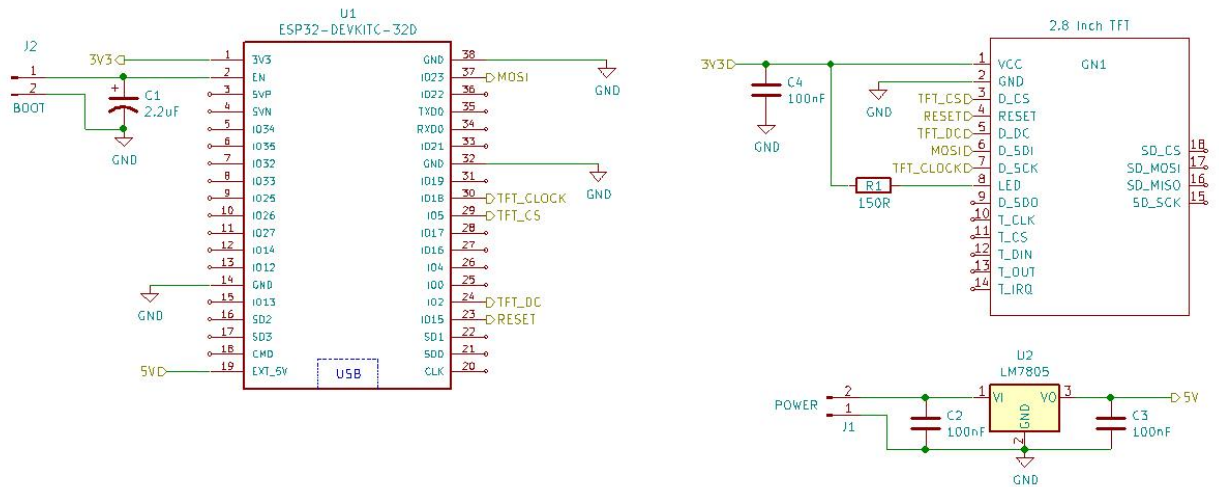 U1
ESP32-DEVKITC-32D
J2
1
2
BOOT
3V3
C1
2.2uF
GND
1 3V3
2 EN
3 SVP
4 SVN
5 IO34
6 IO35
7 IO32
8 IO33
9 IO25
10 IO26
11 IO27
12 IO14
13 IO12
14 GND
15 IO13
16 SD2
17 SD3
18 CMD
19 EXT_5V
GND
5V
USB
GND 38
IO23 37 MOSI
IO22 36
TXD0 35
RXD0 34
IO21 33
GND 32
IO19 31
IO18 30 TFT_CLOCK
IO5 29 TFT_CS
IO17 28
IO16 27
IO4 26
IO0 25
IO2 24 TFT_DC
IO15 23 RESET
SD1 22
SD0 21
CLK 20
GND
GND
2.8 Inch TFT
GN1
3V3
C4
100nF
GND
GND
1 VCC
2 GND
TFT_CS 3 D_CS
RESET 4 RESET
TFT_DC 5 D_DC
MOSI 6 D_SDI
TFT_CLOCK 7 D_SCK
8 LED
9 D_SDO
10 T_CLK
11 T_CS
12 T_DIN
13 T_OUT
14 T_IRQ
R1
150R
SD_CS 18
SD_MOSI 17
SD_MISO 16
SD_SCK 15
U2
LM7805
POWER
2
1
J1
1 VI
VO 3
GND
2
5V
C2
100nF
C3
100nF
GND